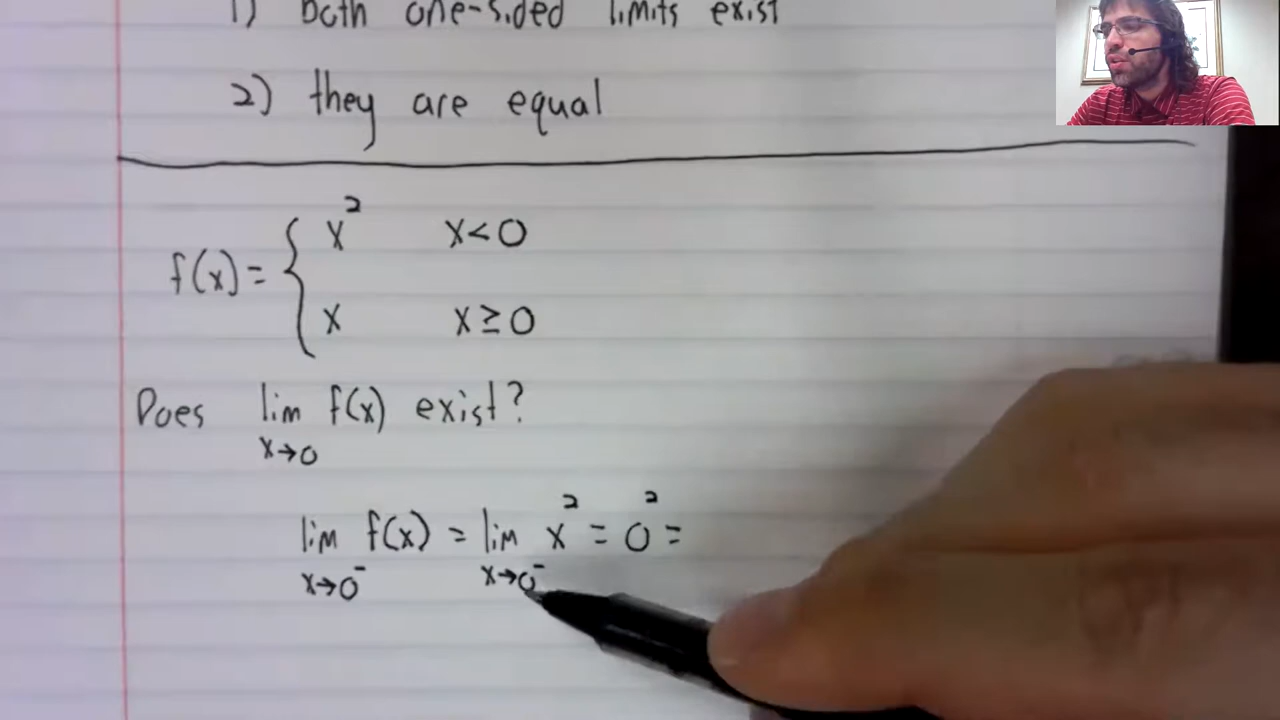 1) both one-sided limits exist
2) they are equal
f(x) = { x² x < 0
x x ≥ 0
Does lim f(x) exist?
x→0
lim f(x) = lim x² = 0² =
x→0⁻ x→0⁻